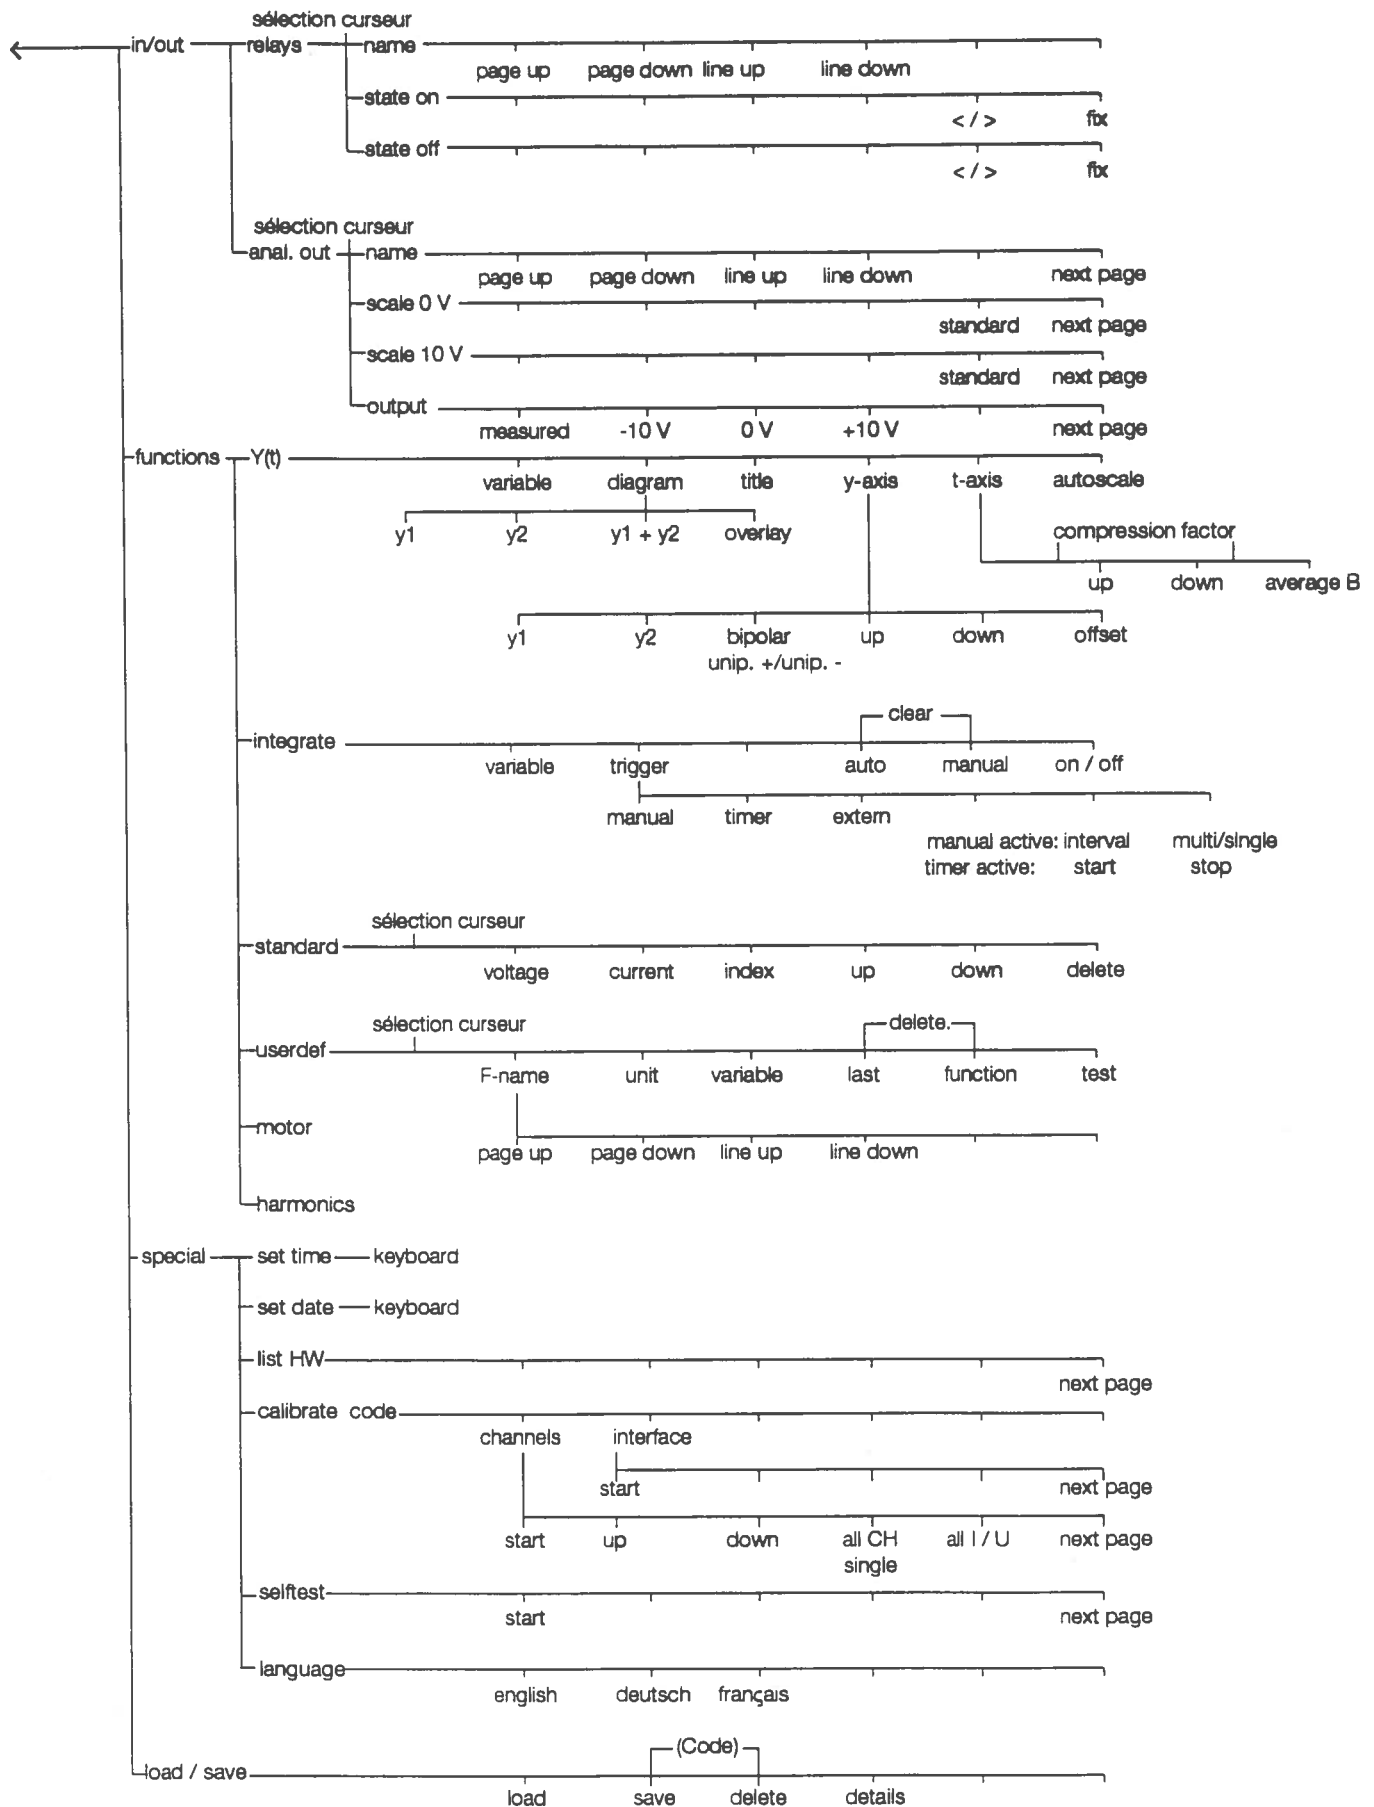 sélection curseur
in/out relays name
page up page down line up line down
state on
< / > fix
state off
< / > fix
sélection curseur
anal. out name
page up page down line up line down next page
scale 0 V
standard next page
scale 10 V
standard next page
output
measured -10 V 0 V +10 V next page
functions Y(t)
variable diagram title y-axis t-axis autoscale
y1 y2 y1 + y2 overlay
compression factor
up down average B
y1 y2 bipolar up down offset
unip. +/unip. -
clear
integrate
variable trigger auto manual on / off
manual timer extern
manual active: interval multi/single
timer active: start stop
sélection curseur
standard
voltage current index up down delete
sélection curseur
delete.
userdef
F-name unit variable last function test
motor
page up page down line up line down
harmonics
special set time keyboard
set date keyboard
list HW
next page
calibrate code
channels interface
start next page
start up down all CH all I / U next page
single
selftest
start next page
language
english deutsch français
(Code)
load / save
load save delete details